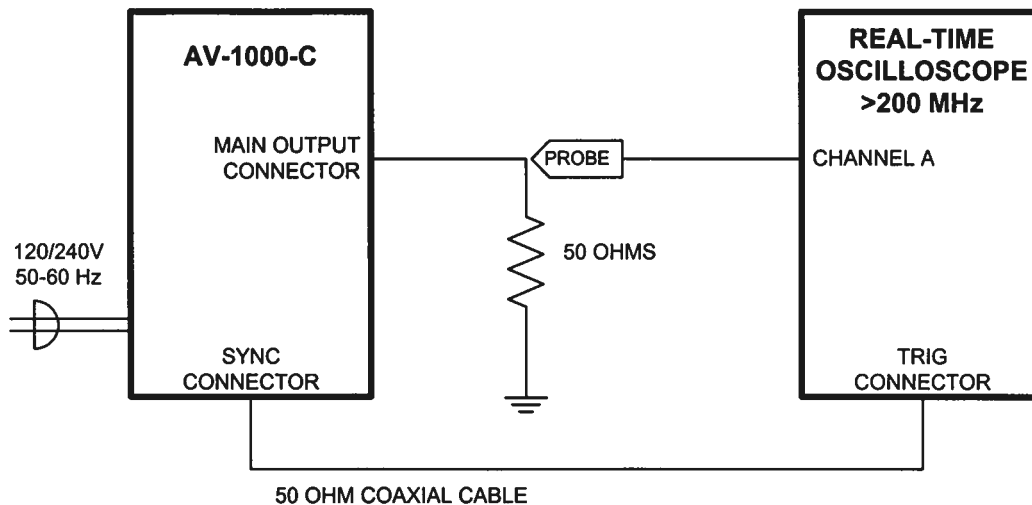 AV-1000-C
REAL-TIME
OSCILLOSCOPE
>200 MHz
MAIN OUTPUT
CONNECTOR
PROBE
CHANNEL A
120/240V
50-60 Hz
50 OHMS
SYNC
CONNECTOR
TRIG
CONNECTOR
50 OHM COAXIAL CABLE